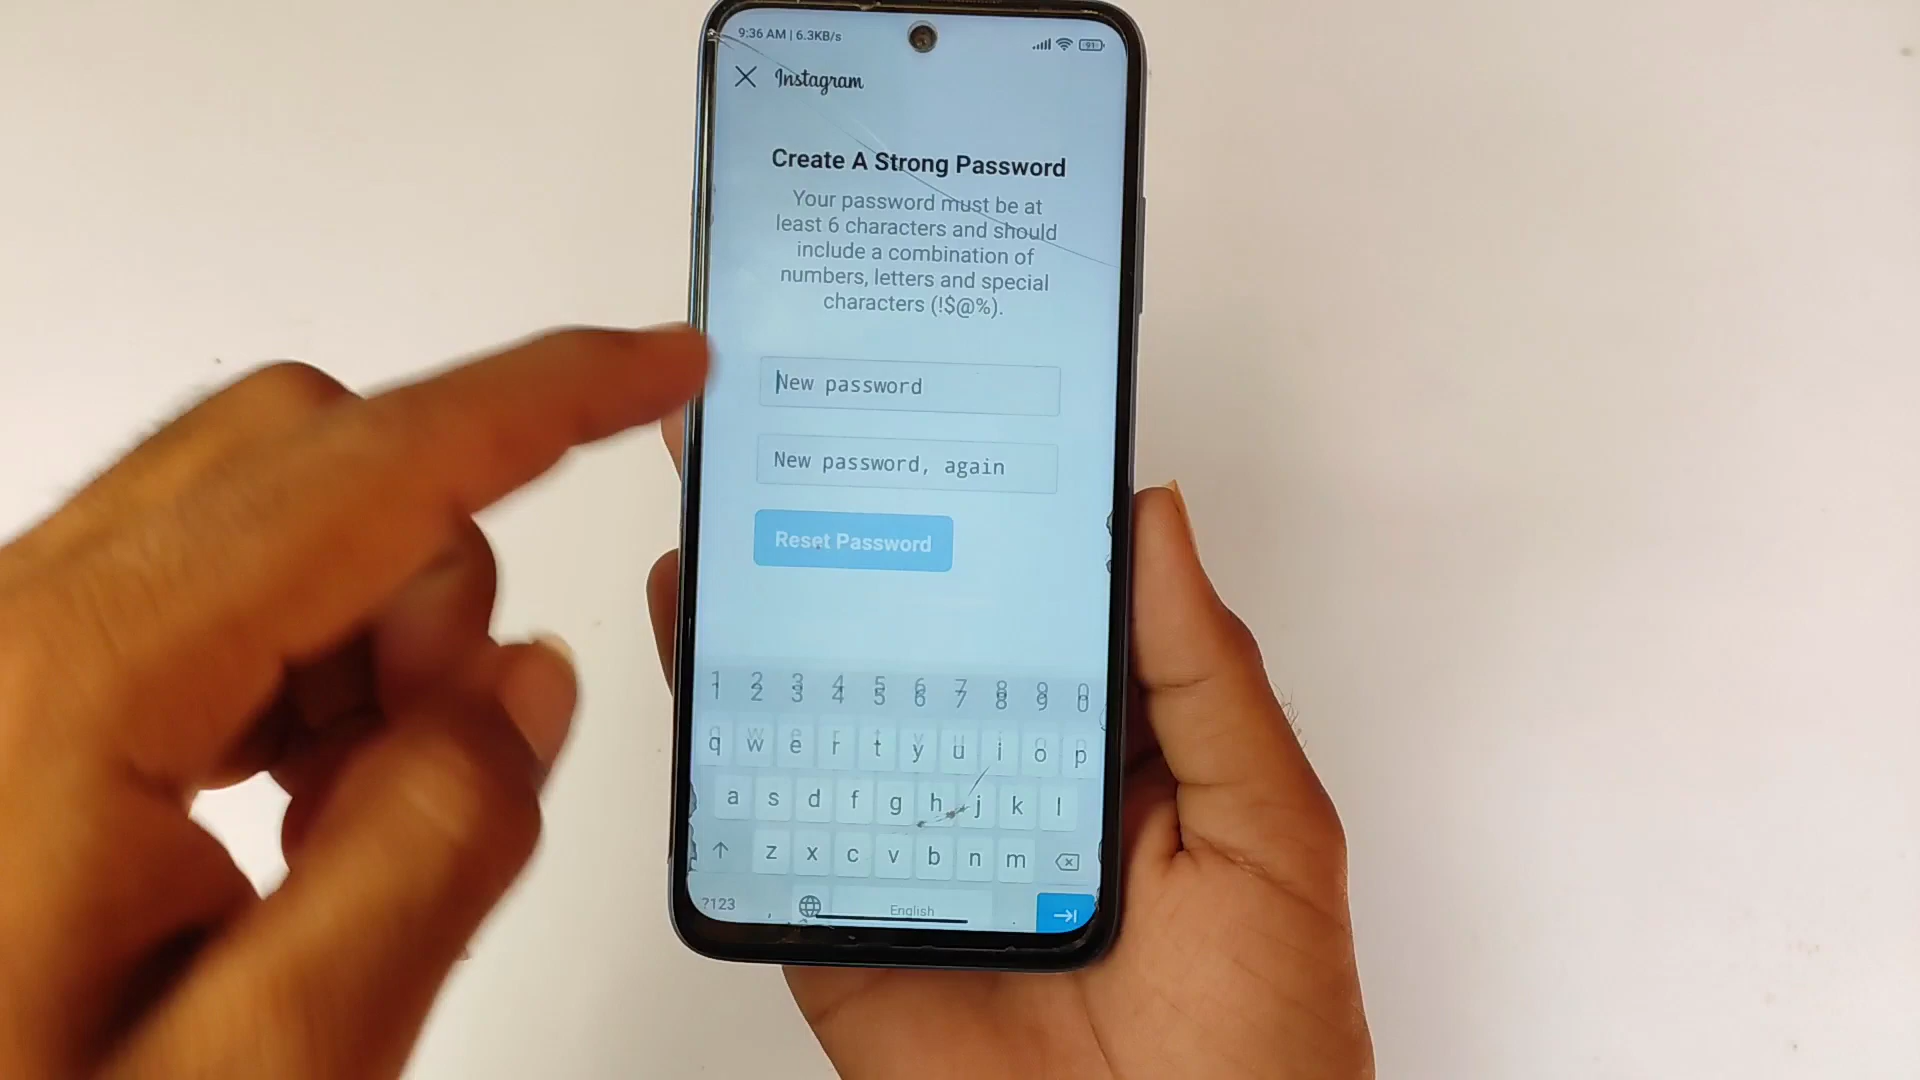 9:36 AM | 6.3KB/s
91
Instagram
Create A Strong Password
Your password must be at
least 6 characters and should
include a combination of
numbers, letters and special
characters (!$@%).
New password
New password, again
Reset Password
1 2 3 4 5 6 7 8 9 0
q w e r t y u i o p
a s d f g h j k l
z x c v b n m
?123 , English .